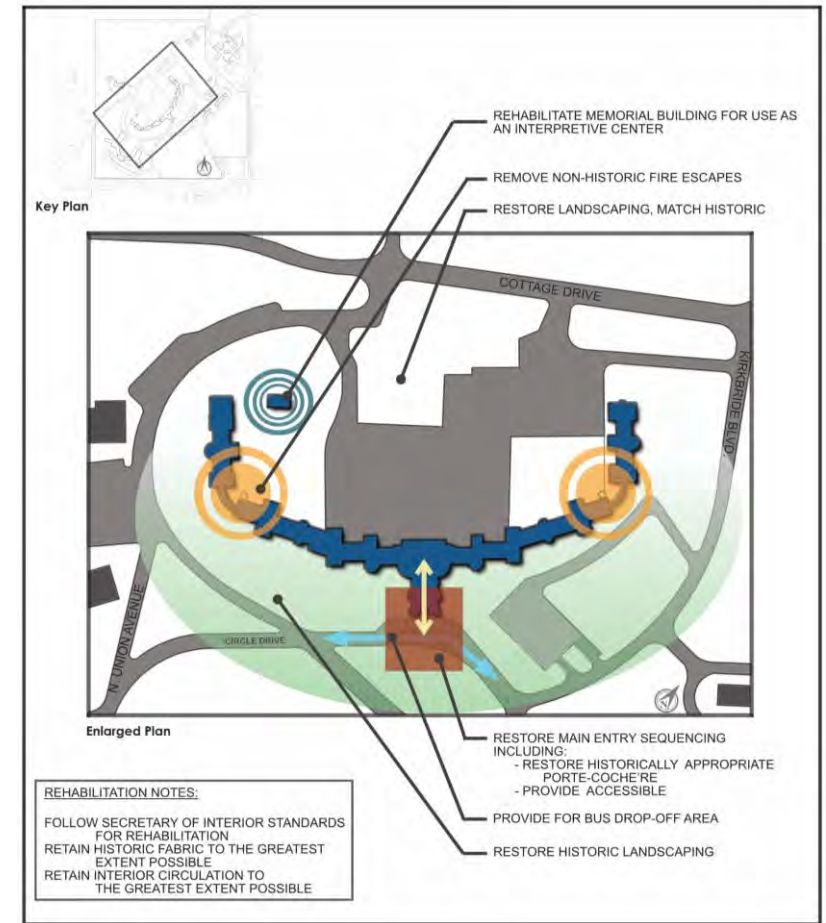 REHABILITATE MEMORIAL BUILDING FOR USE AS
AN INTERPRETIVE CENTER
REMOVE NON-HISTORIC FIRE ESCAPES
Key Plan
RESTORE LANDSCAPING, MATCH HISTORIC
COTTAGE DRIVE
KIRKBRIDE BLVD.
N UNION AVENUE
CIRCLE DRIVE
Enlarged Plan
RESTORE MAIN ENTRY SEQUENCING
INCLUDING:
- RESTORE HISTORICALLY APPROPRIATE
PORTE-COCHE'RE
- PROVIDE ACCESSIBLE
PROVIDE FOR BUS DROP-OFF AREA
RESTORE HISTORIC LANDSCAPING
REHABILITATION NOTES:
FOLLOW SECRETARY OF INTERIOR STANDARDS
FOR REHABILITATION
RETAIN HISTORIC FABRIC TO THE GREATEST
EXTENT POSSIBLE
RETAIN INTERIOR CIRCULATION TO
THE GREATEST EXTENT POSSIBLE